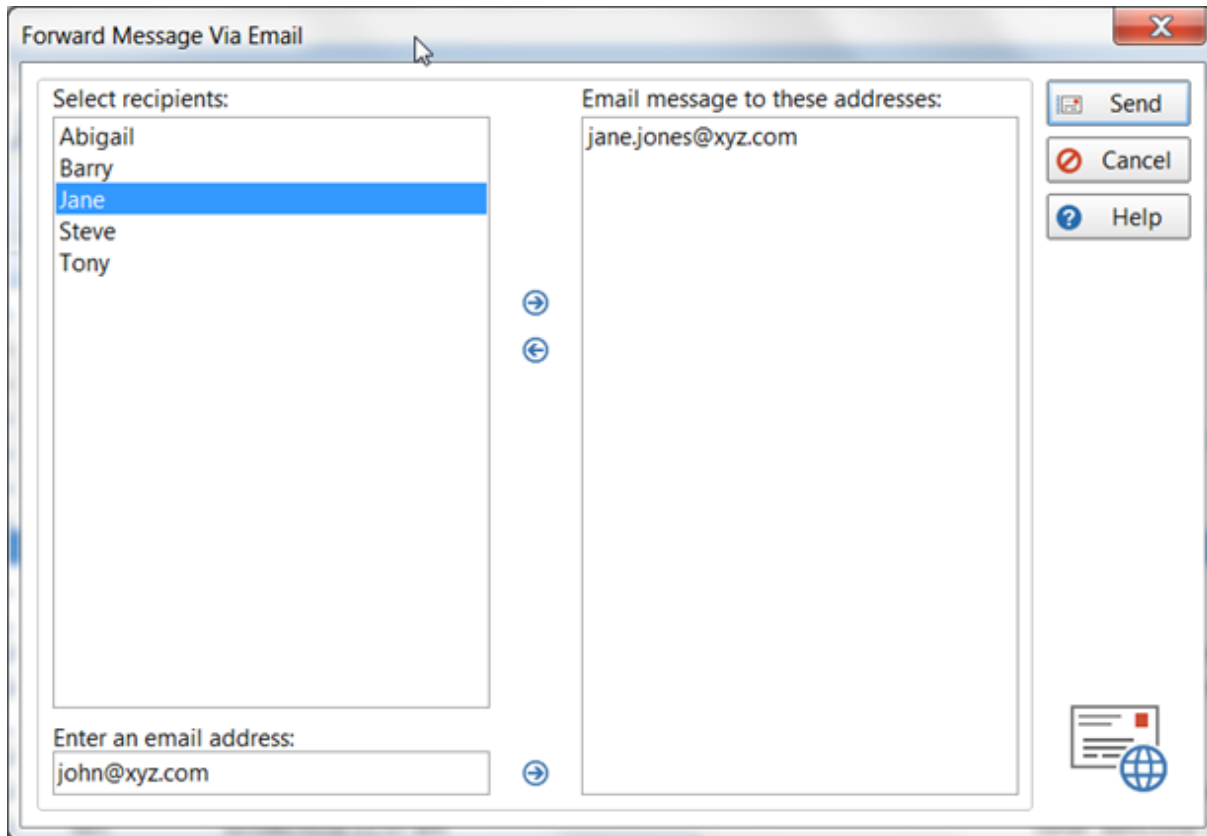 Forward Message Via Email
Select recipients:
Abigail
Barry
Jane
Steve
Tony
Enter an email address:
john@xyz.com
Email message to these addresses:
jane.jones@xyz.com
Send
Cancel
Help